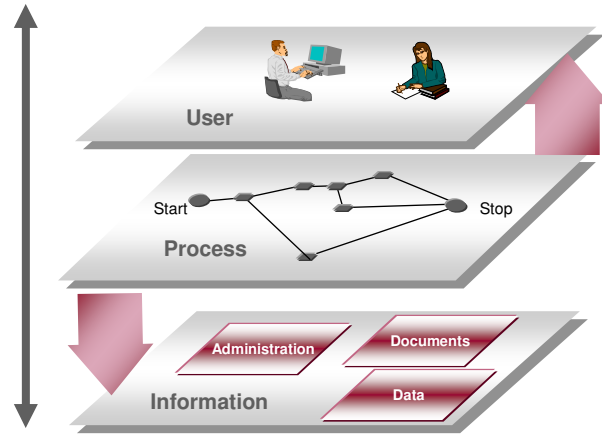 User
Start
Stop
Process
Administration
Documents
Data
Information